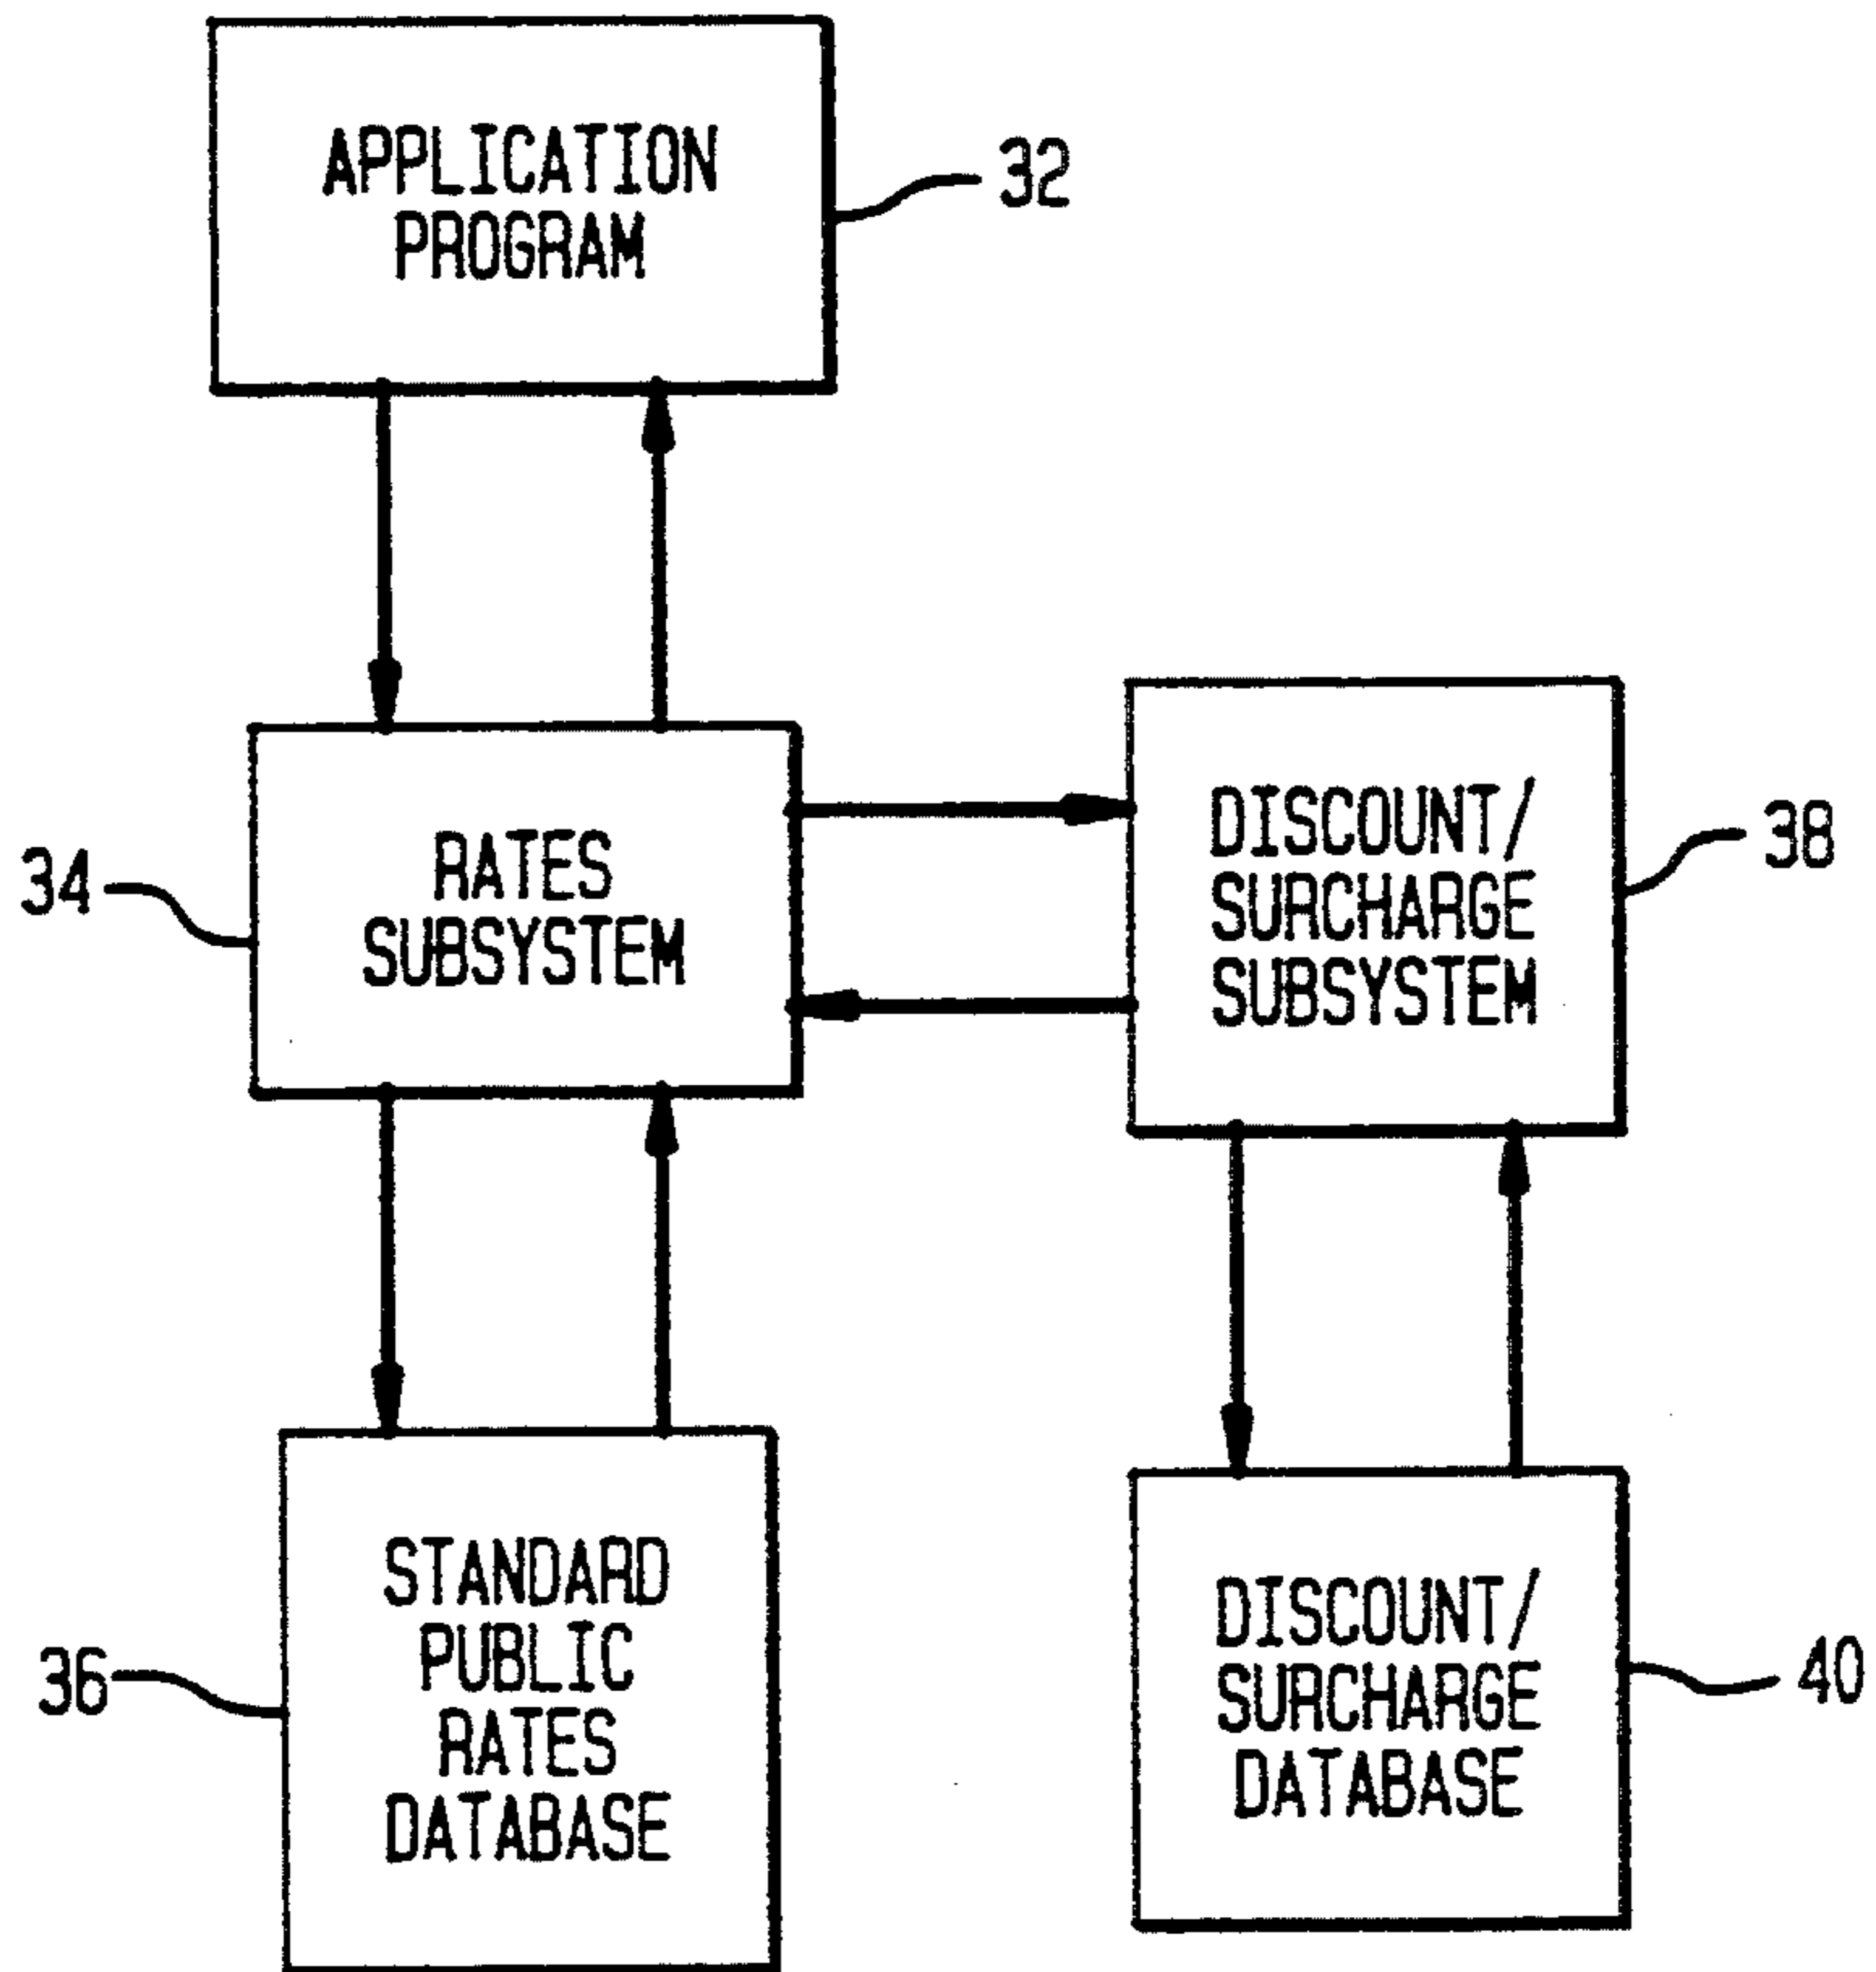 APPLICATION
PROGRAM
32
34
RATES
SUBSYSTEM
DISCOUNT/
SURCHARGE
SUBSYSTEM
38
36
STANDARD
PUBLIC
RATES
DATABASE
DISCOUNT/
SURCHARGE
DATABASE
40